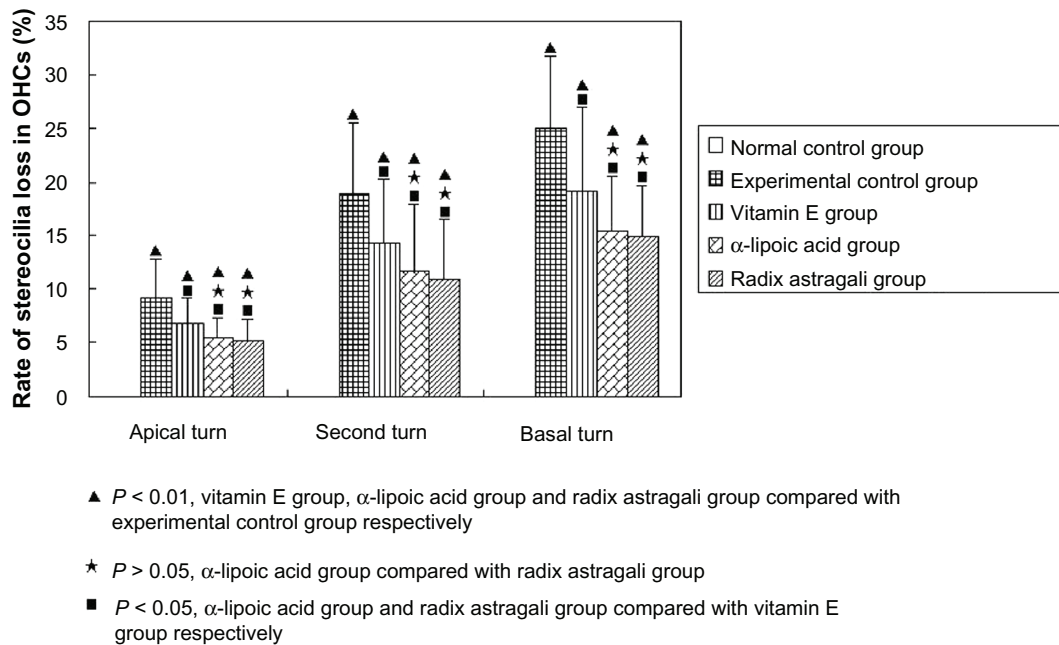 Rate of stereocilia loss in OHCs (%)
35
30
25
20
15
10
5
0
Apical turn
Second turn
Basal turn
Normal control group
Experimental control group
Vitamin E group
α-lipoic acid group
Radix astragali group
▲ P < 0.01, vitamin E group, α-lipoic acid group and radix astragali group compared with
experimental control group respectively
★ P > 0.05, α-lipoic acid group compared with radix astragali group
■ P < 0.05, α-lipoic acid group and radix astragali group compared with vitamin E
group respectively